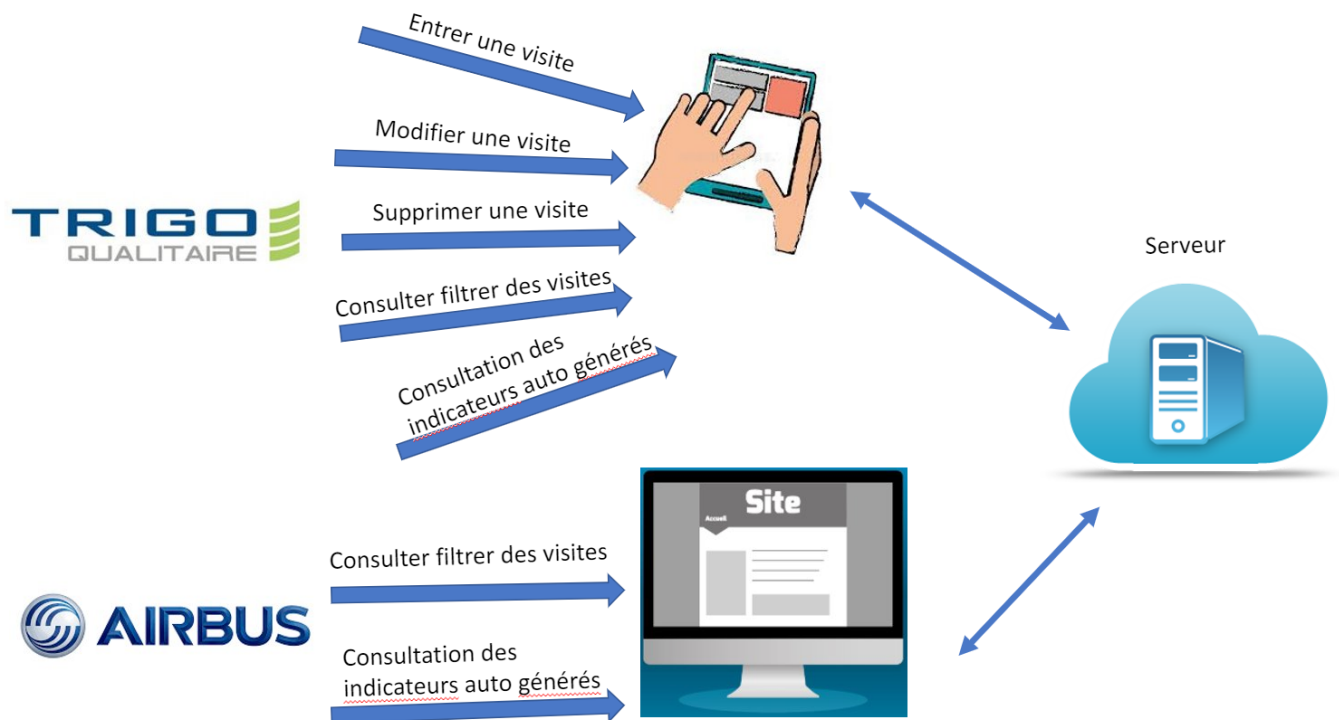 Entrer une visite
Modifier une visite
TRIGO
QUALITAIRE
Supprimer une visite
Consulter filtrer des visites
Consultation des
indicateurs auto générés
Serveur
Site
Accueil
Consulter filtrer des visites
AIRBUS
Consultation des
indicateurs auto générés